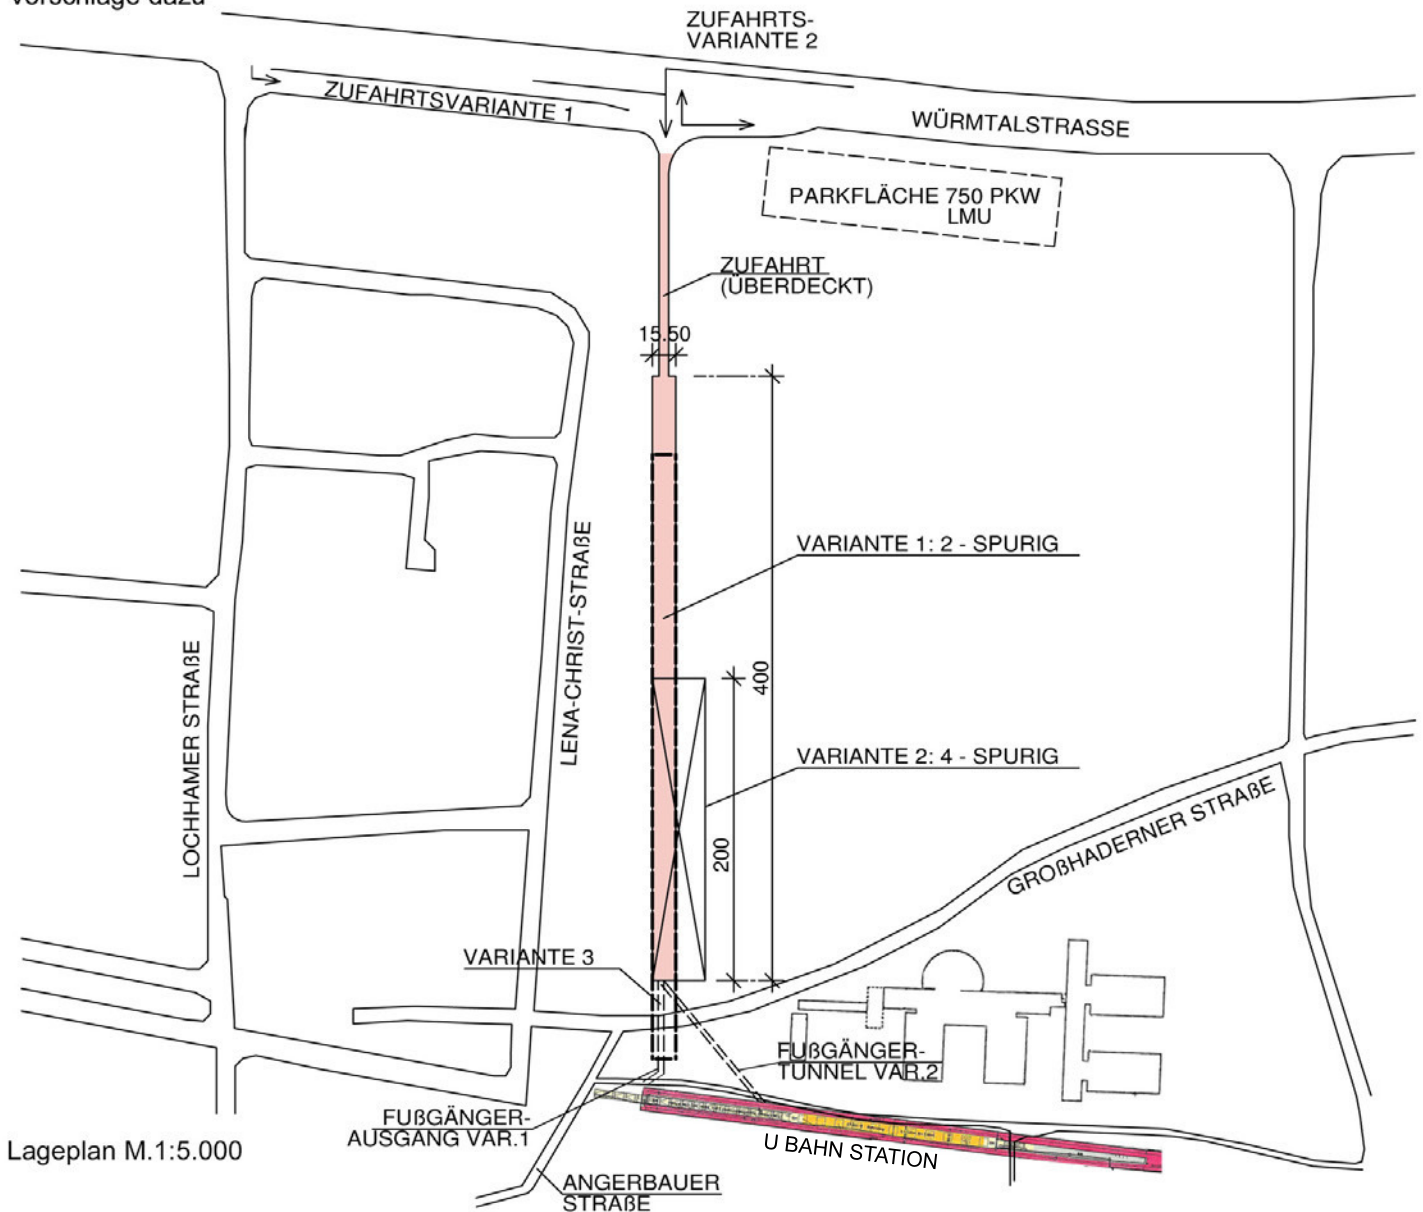 Vorschläge dazu
ZUFAHRTS-
VARIANTE 2
ZUFAHRTSVARIANTE 1
WÜRMTALSTRASSE
PARKFLÄCHE 750 PKW
LMU
ZUFAHRT
(ÜBERDECKT)
15.50
VARIANTE 1: 2 - SPURIG
LENA-CHRIST-STRAßE
LOCHHAMER STRAßE
400
VARIANTE 2: 4 - SPURIG
200
GROßHADERNER STRAßE
VARIANTE 3
FUßGÄNGER-
TUNNEL VAR.2
FUßGÄNGER-
AUSGANG VAR.1
U BAHN STATION
Lageplan M.1:5.000
ANGERBAUER
STRAßE